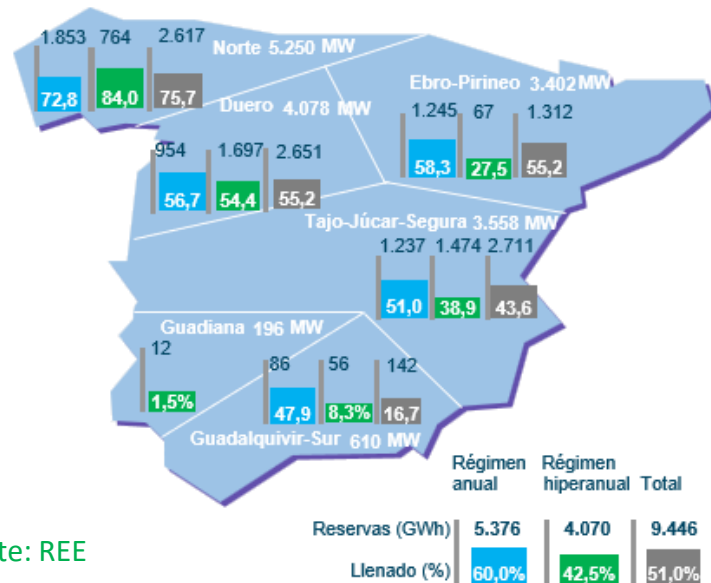 1.853 764 2.617
Norte 5.250 MW
72,8 84,0 75,7
Ebro-Pirineo 3.402 MW
1.245 67 1.312
58,3 27,5 55,2
Duero 4.078 MW
954 1.697 2.651
56,7 54,4 55,2
Tajo-Júcar-Segura 3.558 MW
1.237 1.474 2.711
51,0 38,9 43,6
Guadiana 196 MW
12
1,5%
86 56 142
47,9 8,3% 16,7
Guadalquivir-Sur 610 MW
Régimen anual Régimen hiperanual Total
Reservas (GWh) 5.376 4.070 9.446
Llenado (%) 60,0% 42,5% 51,0%
te: REE